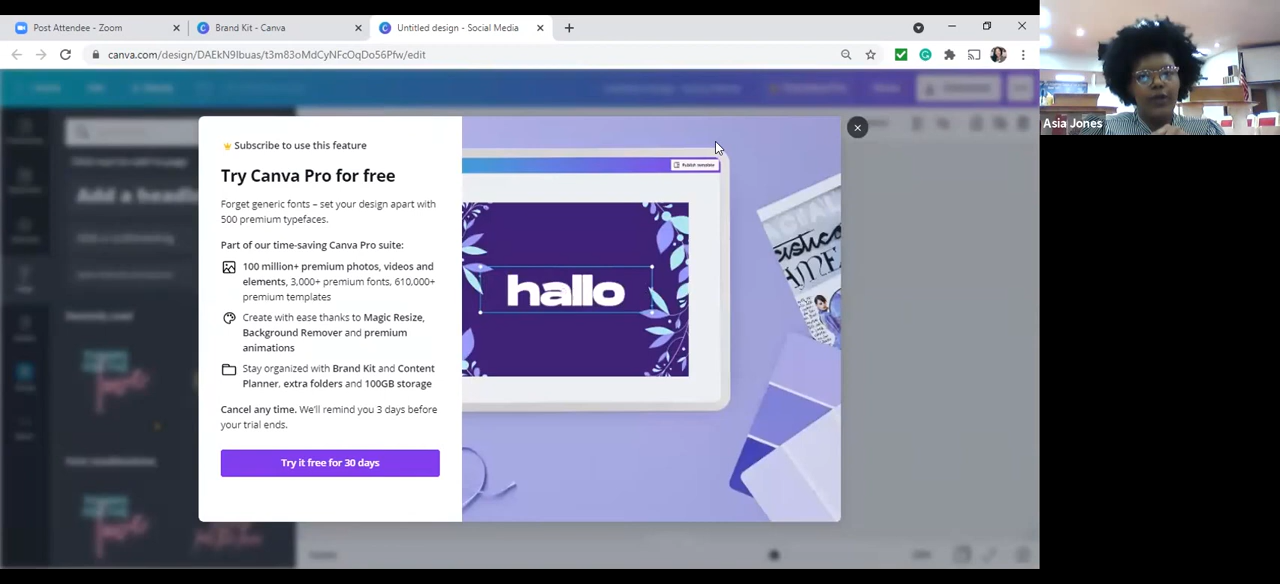 Post Attendee - Zoom
Brand Kit - Canva
Untitled design - Social Media
canva.com/design/DAEkN9Ibuas/t3m83oMdCyNFcOqDo56Pfw/edit
Asia Jones
Add a heading
Subscribe to use this feature
Try Canva Pro for free
Forget generic fonts – set your design apart with
500 premium typefaces.
Part of our time-saving Canva Pro suite:
100 million+ premium photos, videos and
elements, 3,000+ premium fonts, 610,000+
premium templates
Create with ease thanks to Magic Resize,
Background Remover and premium
animations
Stay organized with Brand Kit and Content
Planner, extra folders and 100GB storage
Cancel any time. We'll remind you 3 days before
your trial ends.
Try it free for 30 days
Publish template
hallo